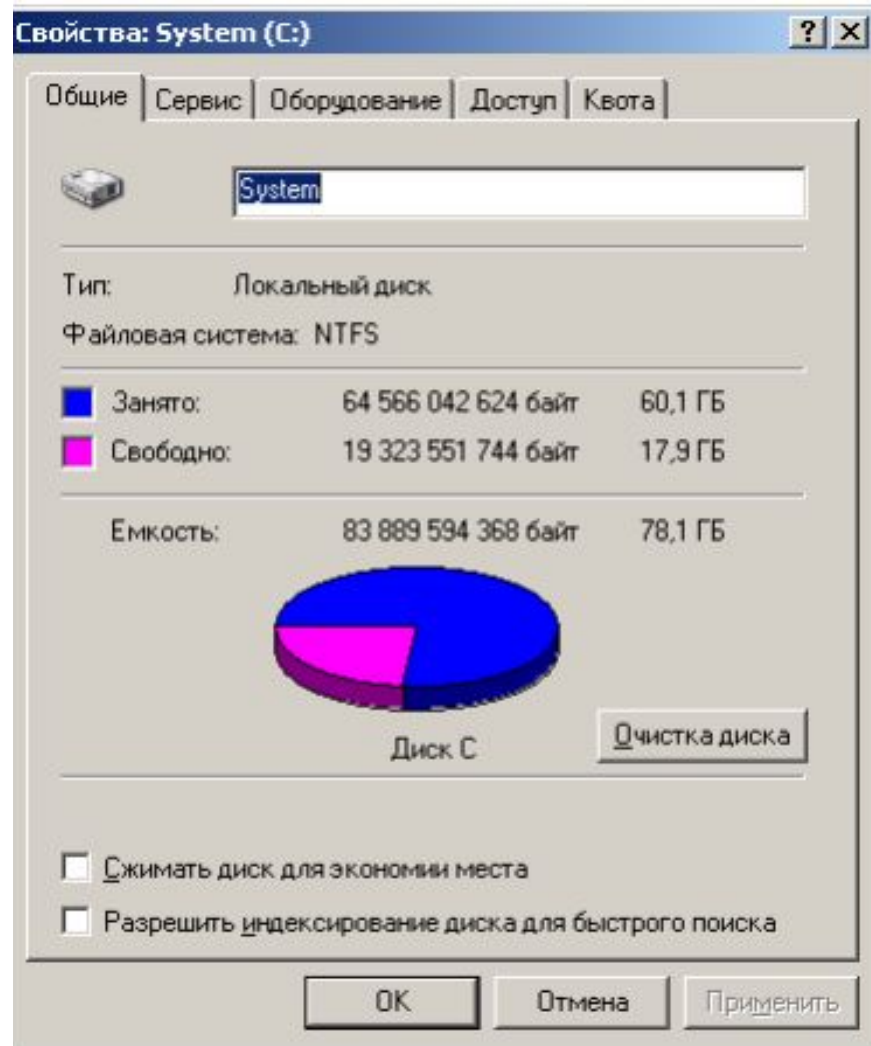 Свойства: System (C:)
Общие Сервис Оборудование Доступ Квота
System
Тип: Локальный диск
Файловая система: NTFS
Занято: 64 566 042 624 байт 60,1 ГБ
Свободно: 19 323 551 744 байт 17,9 ГБ
Емкость: 83 889 594 368 байт 78,1 ГБ
Диск C
Очистка диска
Сжимать диск для экономии места
Разрешить индексирование диска для быстрого поиска
OK Отмена Применить